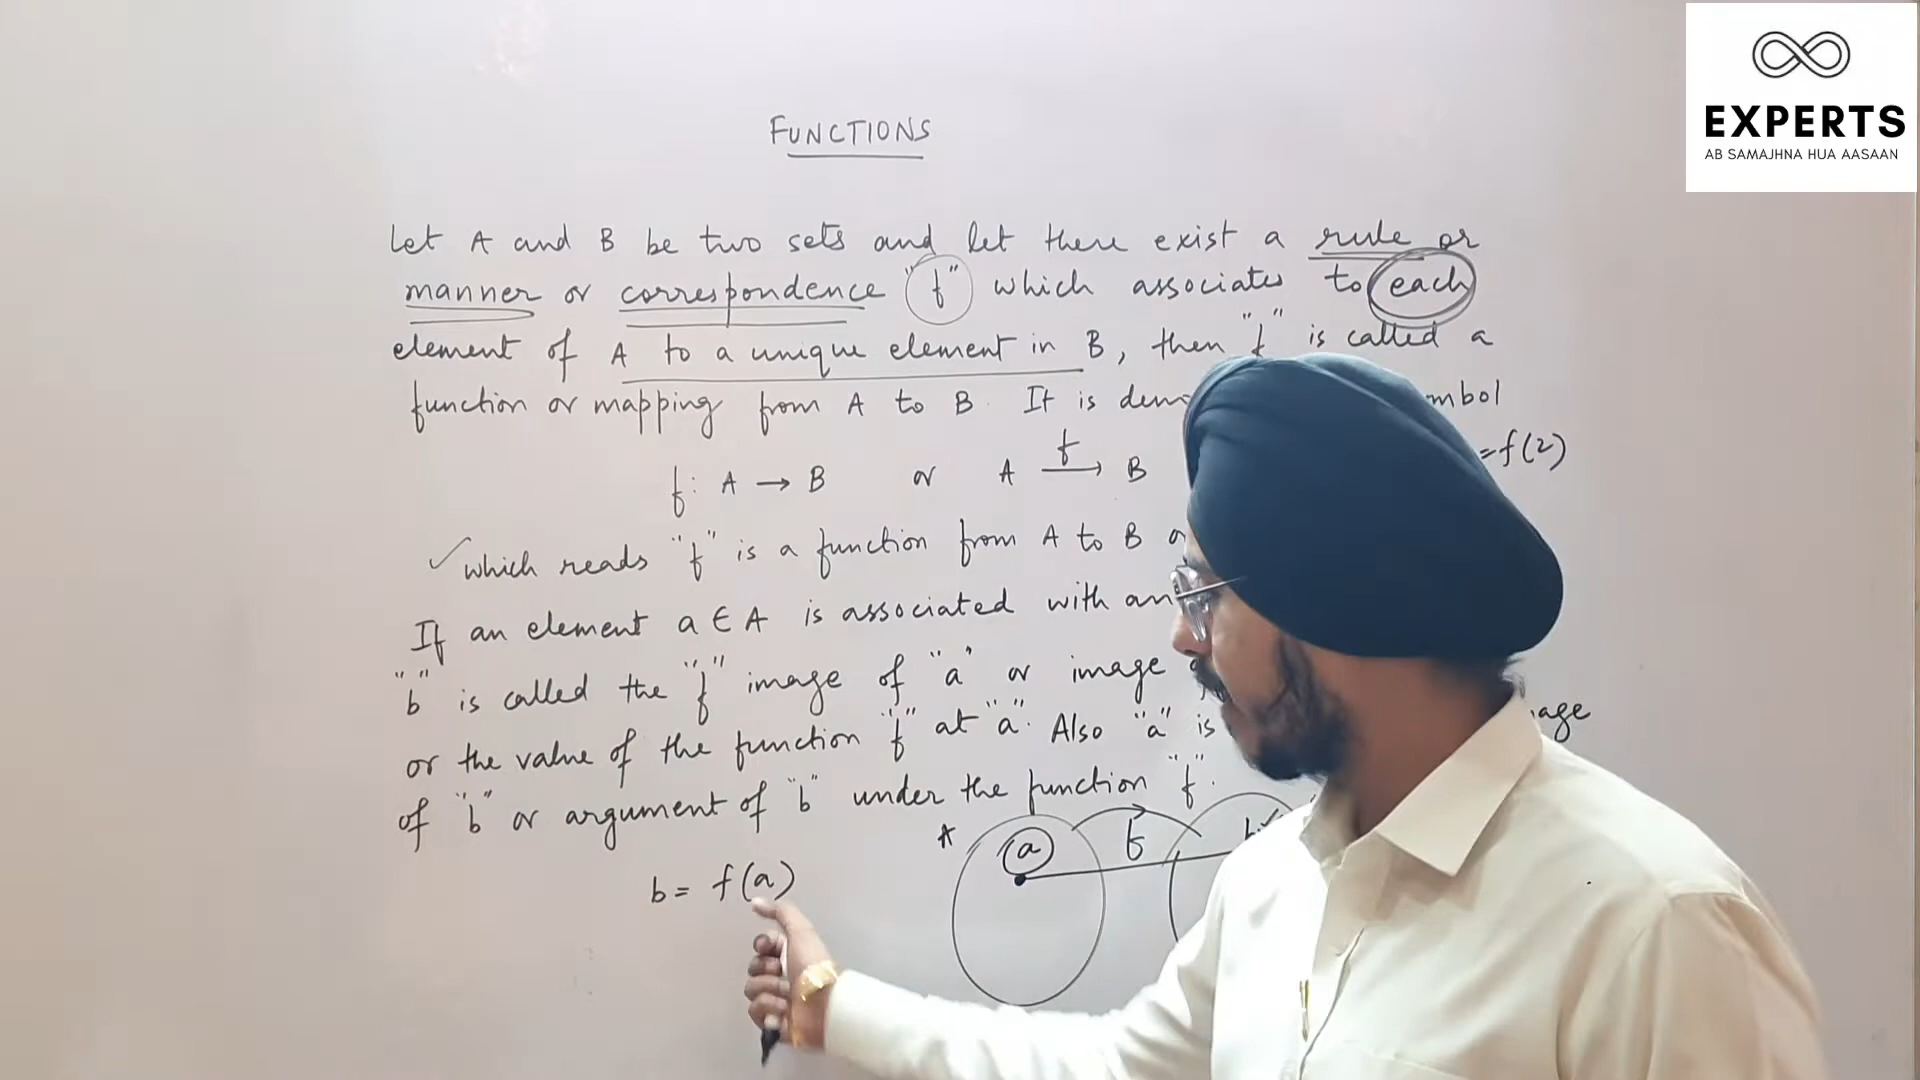 EXPERTS
AB SAMAJHNA HUA AASAAN
FUNCTIONS
Let A and B be two sets and let there exist a rule or
manner or correspondence "f" which associates to each
element of A to a unique element in B, then "f" is called a
function or mapping from A to B. It is
f: A → B or A f→ B =f(2)
✓which reads "f" is a function from A to B
If an element a ∈ A is associated with an
"b" is called the "f" image of "a" or image
or the value of the function "f" at "a". Also "a" is
of "b" or argument of "b" under the function "f".
A a f
b = f(a)